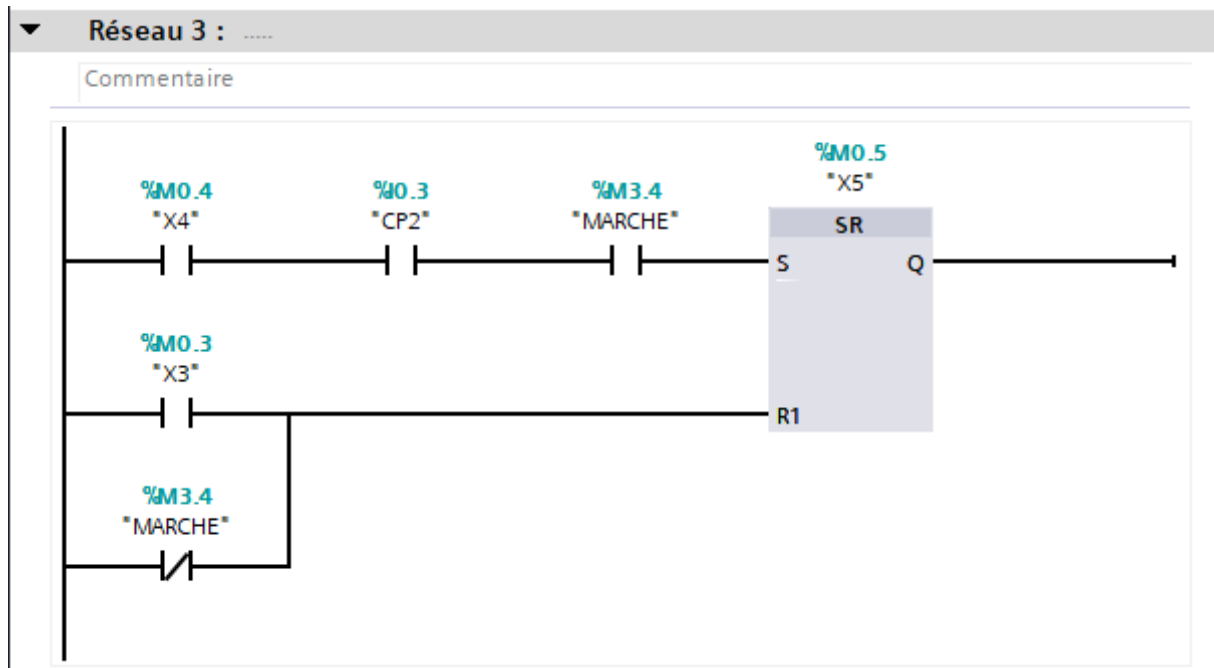 Réseau 3 : .....
Commentaire
%M0.5
"X5"
%M0.4 %I0.3 %M3.4
"X4" "CP2" "MARCHE"
SR
S Q
%M0.3
"X3"
R1
%M3.4
"MARCHE"